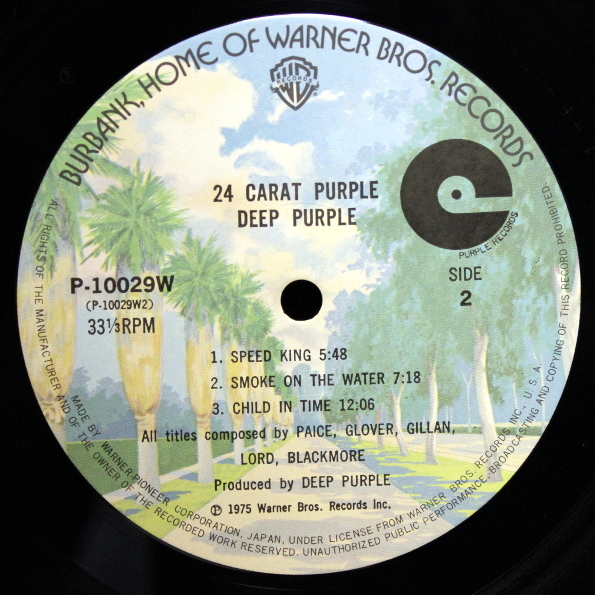 BURBANK, HOME OF WARNER BROS. RECORDS
RECORDS
24 CARAT PURPLE
DEEP PURPLE
PURPLE RECORDS
P-10029W
(P-10029W2)
33⅓RPM
SIDE
2
1. SPEED KING 5:48
2. SMOKE ON THE WATER 7:18
3. CHILD IN TIME 12:06
All titles composed by PAICE, GLOVER, GILLAN,
LORD, BLACKMORE
Produced by DEEP PURPLE
Ⓟ 1975 Warner Bros. Records Inc.
MADE BY WARNER-PIONEER CORPORATION, JAPAN, UNDER LICENSE FROM WARNER BROS. RECORDS INC., U.S.A.
ALL RIGHTS OF THE MANUFACTURER AND OF THE OWNER OF THE RECORDED WORK RESERVED. UNAUTHORIZED PUBLIC PERFORMANCE, BROADCASTING AND COPYING OF THIS RECORD PROHIBITED.